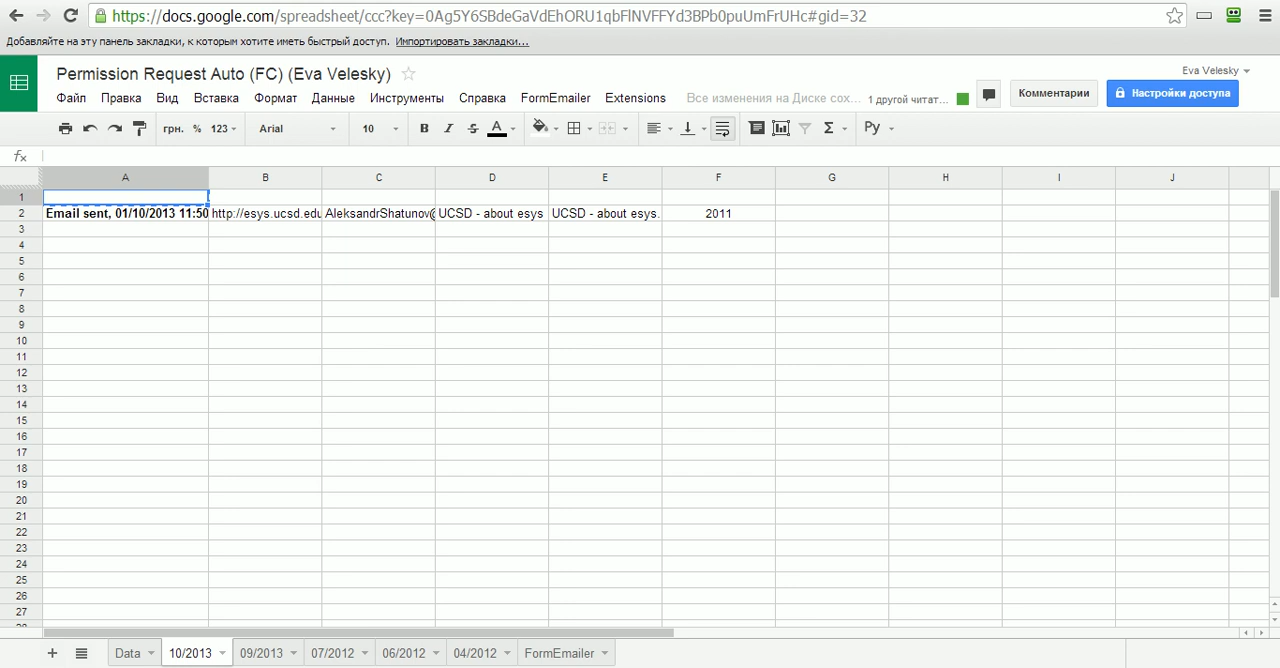 https://docs.google.com/spreadsheet/ccc?key=0Ag5Y6SBdeGaVdEhORU1qbFlNVFFYd3BPb0puUmFrUHc#gid=32
Добавляйте на эту панель закладки, к которым хотите иметь быстрый доступ. Импортировать закладки...
Permission Request Auto (FC) (Eva Velesky)
Eva Velesky
Файл Правка Вид Вставка Формат Данные Инструменты Справка FormEmailer Extensions Все изменения на Диске сох... 1 другой читат... Комментарии Настройки доступа
грн. % 123 Arial 10 B I S A Σ Ру
fx
A B C D E F G H I J
1
2 Email sent, 01/10/2013 11:50 http://esys.ucsd.edu AleksandrShatunov@ UCSD - about esys UCSD - about esys. 2011
3
4
5
6
7
8
9
10
11
12
13
14
15
16
17
18
19
20
21
22
23
24
25
26
27
28
+ Data 10/2013 09/2013 07/2012 06/2012 04/2012 FormEmailer